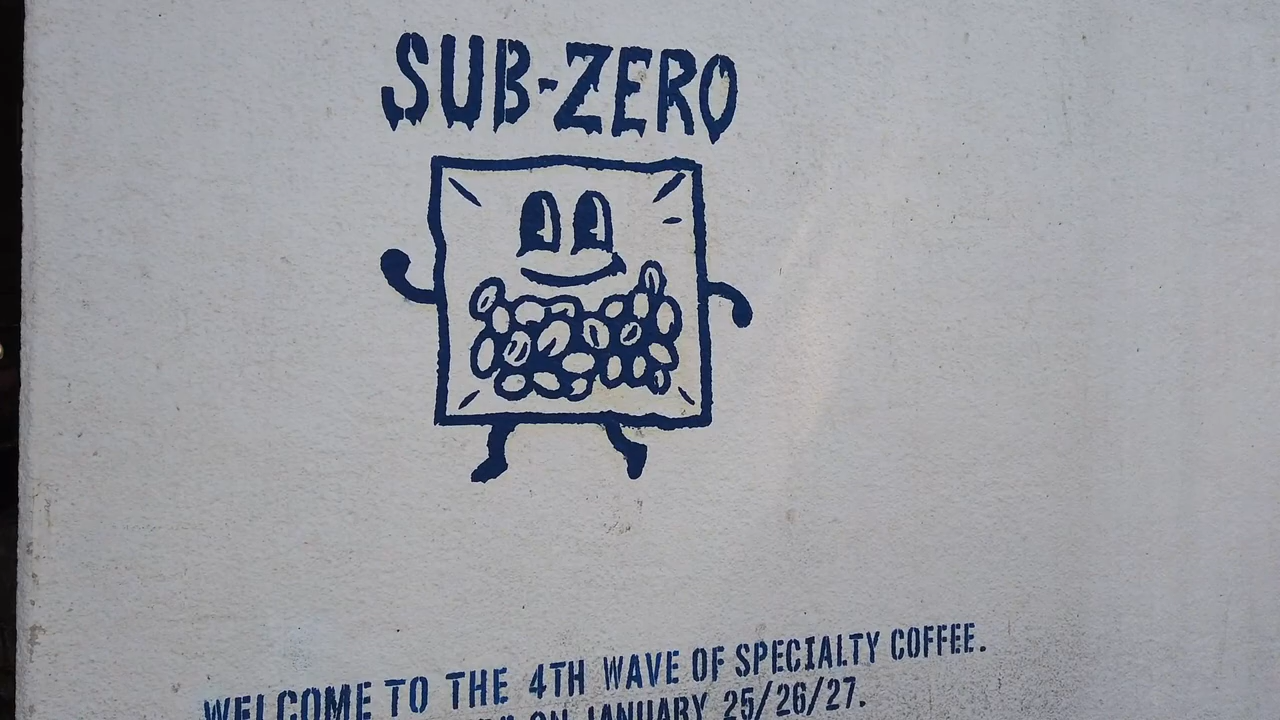 SUB-ZERO
WELCOME TO THE 4TH WAVE OF SPECIALTY COFFEE.
ON JANUARY 25/26/27.